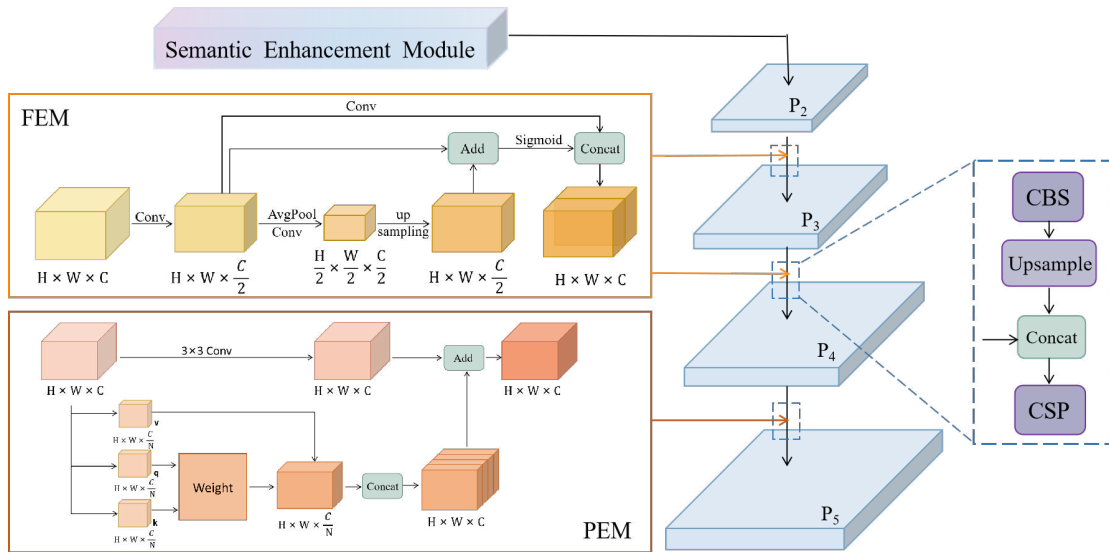 Semantic Enhancement Module
P2
FEM
Conv
Add
Sigmoid
Concat
Conv
AvgPool
Conv
up
sampling
H × W × C
H × W × C/2
H/2 × W/2 × C/2
H × W × C/2
H × W × C
P3
CBS
Upsample
Concat
CSP
3×3 Conv
Add
H × W × C
H × W × C
H × W × C
P4
v
H × W × C/N
q
H × W × C/N
k
H × W × C/N
Weight
H × W × C/N
Concat
H × W × C
PEM
P5